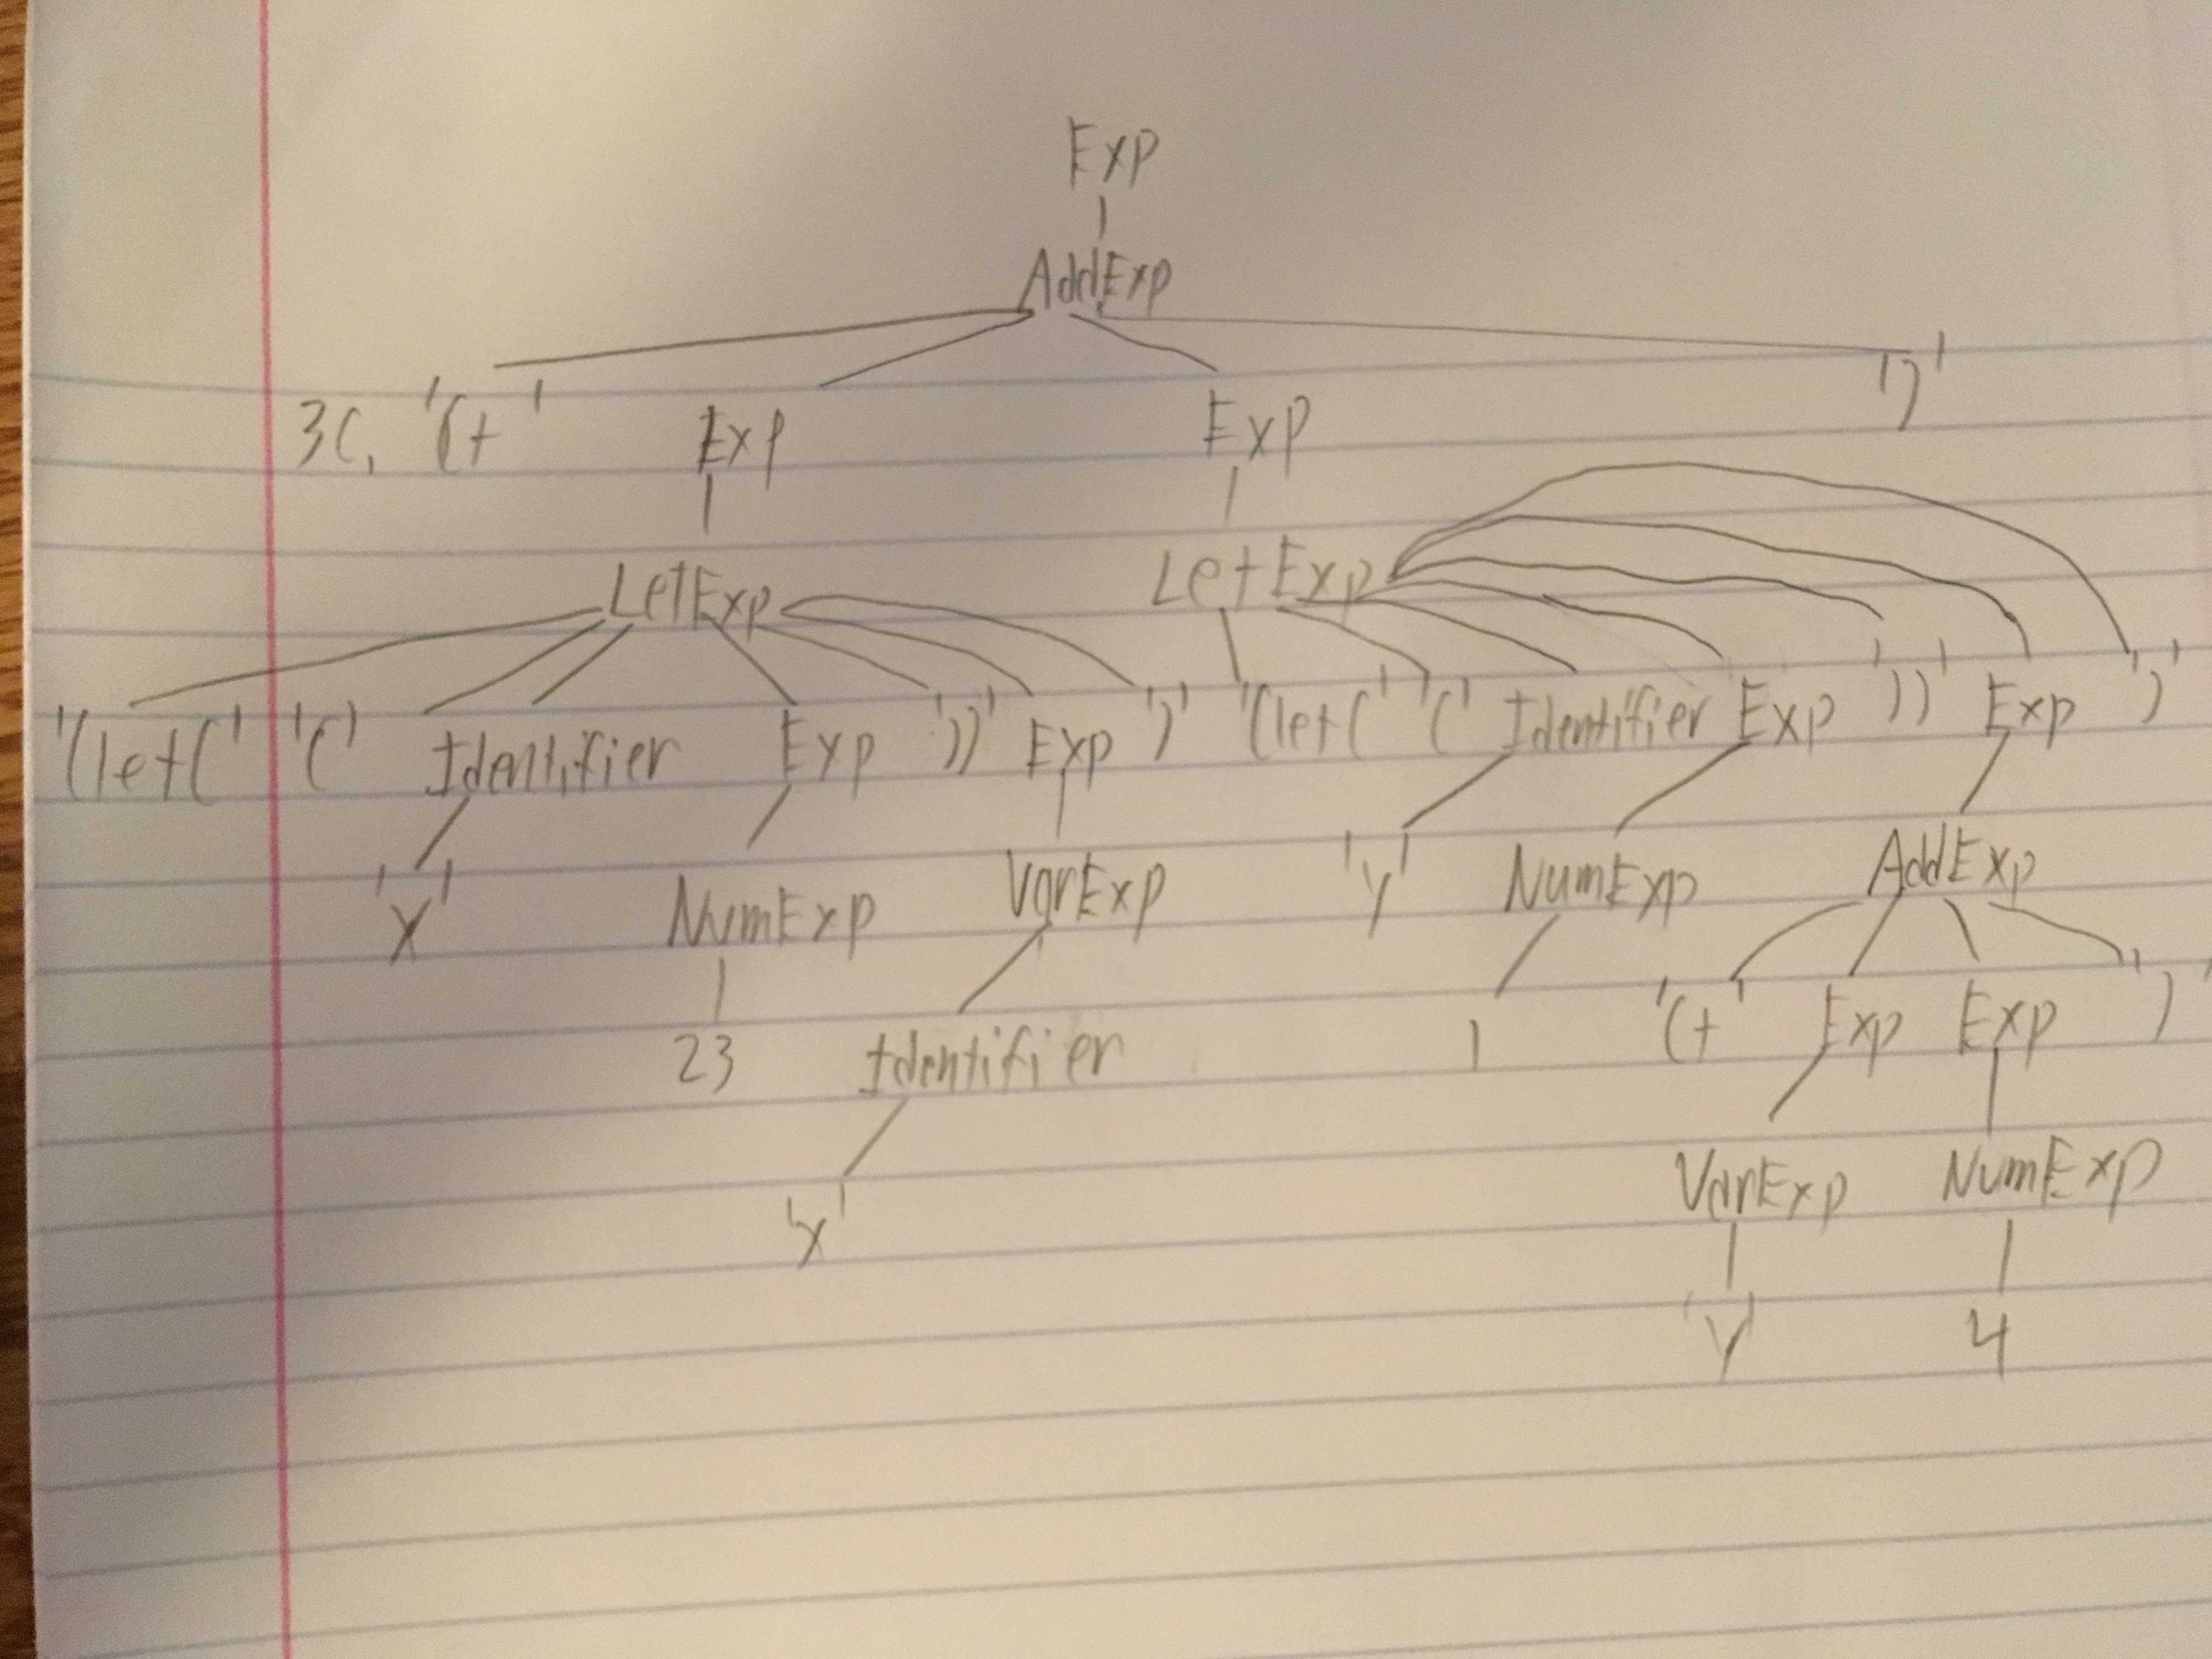 Exp
AddExp
3C, '(+' Exp Exp ')'
LetExp LetExp
'(let(' '(' Identifier Exp '))' Exp ')' '(let(' '(' Identifier Exp '))' Exp ')'
'x' NumExp VarExp 'y' NumExp AddExp
23 Identifier 1 '(+' Exp Exp ')'
'x' VarExp NumExp
'y' 4